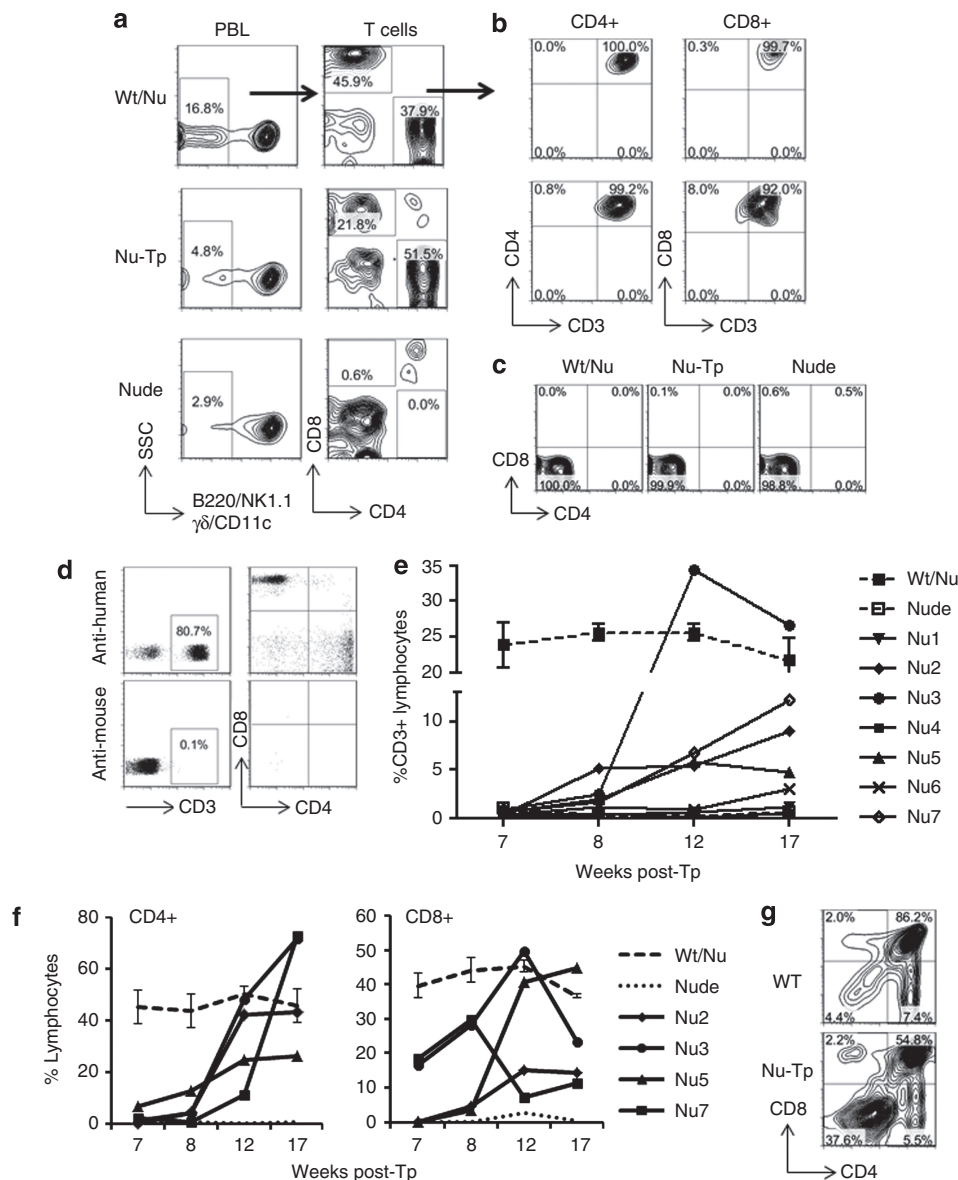 a
PBL
T cells
Wt/Nu
16.8%
45.9%
37.9%
Nu-Tp
4.8%
21.8%
51.5%
Nude
2.9%
0.6%
0.0%
SSC
B220/NK1.1
γδ/CD11c
CD8
CD4
b
CD4+
CD8+
0.0%
100.0%
0.3%
99.7%
0.0%
0.0%
0.0%
0.0%
0.8%
99.2%
8.0%
92.0%
0.0%
0.0%
0.0%
0.0%
CD4
CD3
CD8
CD3
c
Wt/Nu
Nu-Tp
Nude
0.0%
0.0%
0.1%
0.0%
0.6%
0.5%
100.0%
0.0%
99.9%
0.0%
98.8%
0.0%
CD8
CD4
d
Anti-human
80.7%
Anti-mouse
0.1%
CD3
CD8
CD4
e
35
30
25
20
10
5
0
%CD3+ lymphocytes
7
8
12
17
Weeks post-Tp
Wt/Nu
Nude
Nu1
Nu2
Nu3
Nu4
Nu5
Nu6
Nu7
f
CD4+
80
60
40
20
0
% Lymphocytes
7
8
12
17
CD8+
60
50
40
30
20
10
0
7
8
12
17
Weeks post-Tp
Wt/Nu
Nude
Nu2
Nu3
Nu5
Nu7
g
WT
2.0%
86.2%
4.4%
7.4%
Nu-Tp
2.2%
54.8%
37.6%
5.5%
CD8
CD4